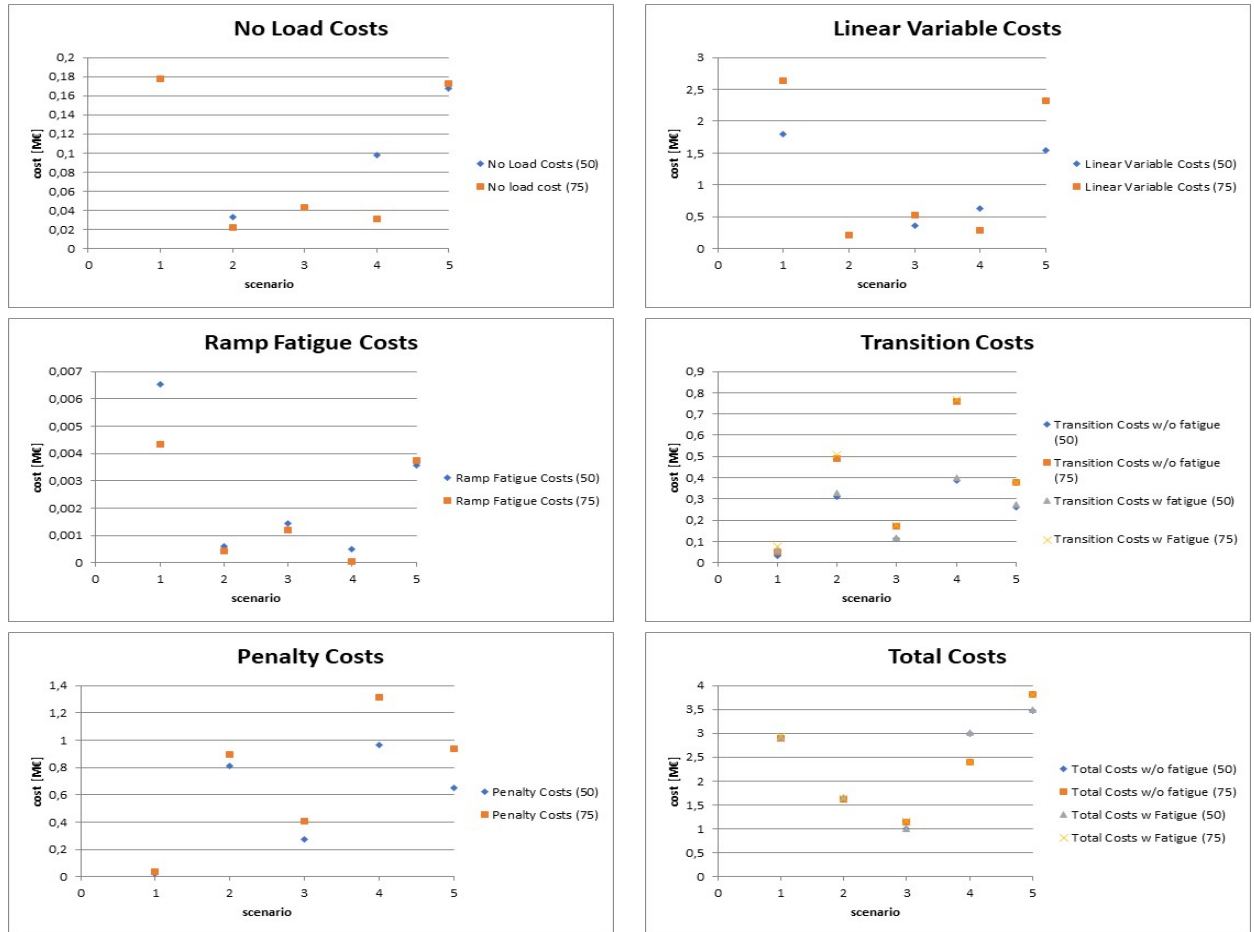 No Load Costs
0,2
0,18
0,16
0,14
0,12
0,1
0,08
0,06
0,04
0,02
0
cost [M€]
0 1 2 3 4 5
scenario
No Load Costs (50)
No load cost (75)
Linear Variable Costs
3
2,5
2
1,5
1
0,5
0
cost [M€]
0 1 2 3 4 5
scenario
Linear Variable Costs (50)
Linear Variable Costs (75)
Ramp Fatigue Costs
0,007
0,006
0,005
0,004
0,003
0,002
0,001
0
cost [M€]
0 1 2 3 4 5
scenario
Ramp Fatigue Costs (50)
Ramp Fatigue Costs (75)
Transition Costs
0,9
0,8
0,7
0,6
0,5
0,4
0,3
0,2
0,1
0
cost [M€]
0 1 2 3 4 5
scenario
Transition Costs w/o fatigue
(50)
Transition Costs w/o fatigue
(75)
Transition Costs w fatigue (50)
Transition Costs w Fatigue (75)
Penalty Costs
1,4
1,2
1
0,8
0,6
0,4
0,2
0
cost [M€]
0 1 2 3 4 5
scenario
Penalty Costs (50)
Penalty Costs (75)
Total Costs
4
3,5
3
2,5
2
1,5
1
0,5
0
cost [M€]
0 1 2 3 4 5
scenario
Total Costs w/o fatigue (50)
Total Costs w/o fatigue (75)
Total Costs w Fatigue (50)
Total Costs w Fatigue (75)